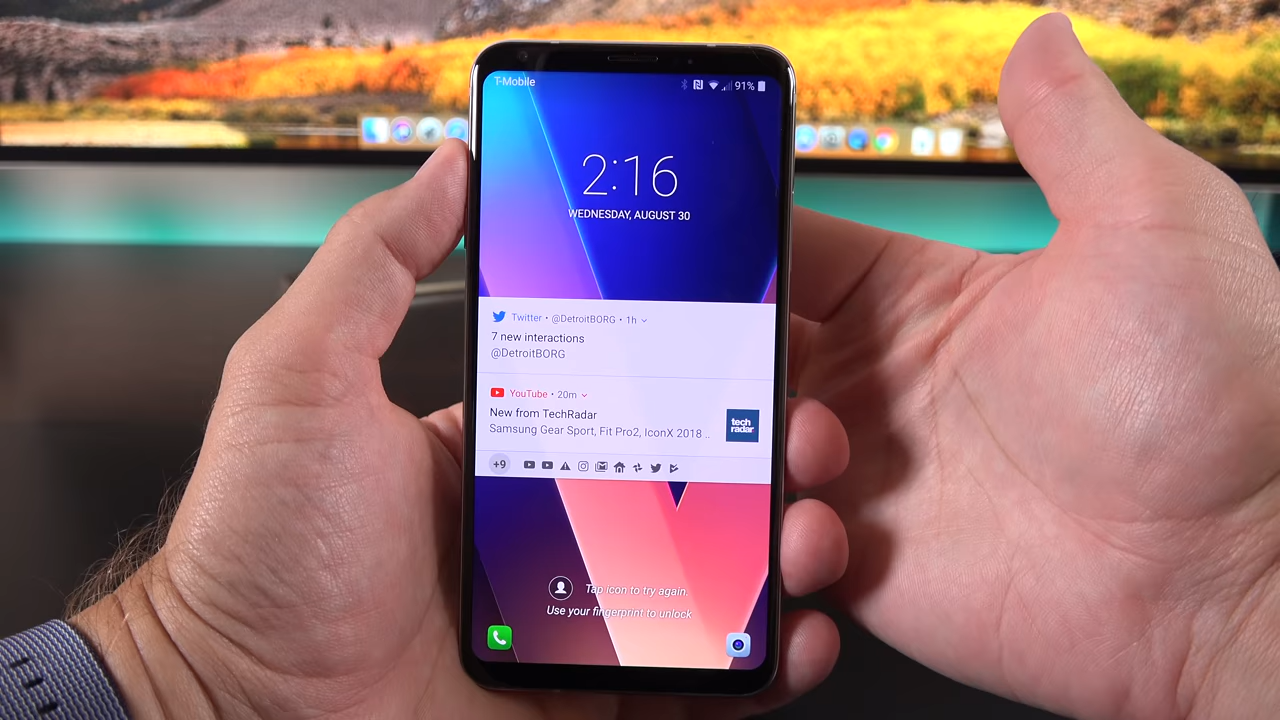 T-Mobile
91%
2:16
WEDNESDAY, AUGUST 30
Twitter • @DetroitBORG • 1h
7 new interactions
@DetroitBORG
YouTube • 20m
New from TechRadar
Samsung Gear Sport, Fit Pro2, IconX 2018 ..
tech
radar
+9
Tap icon to try again.
Use your fingerprint to unlock